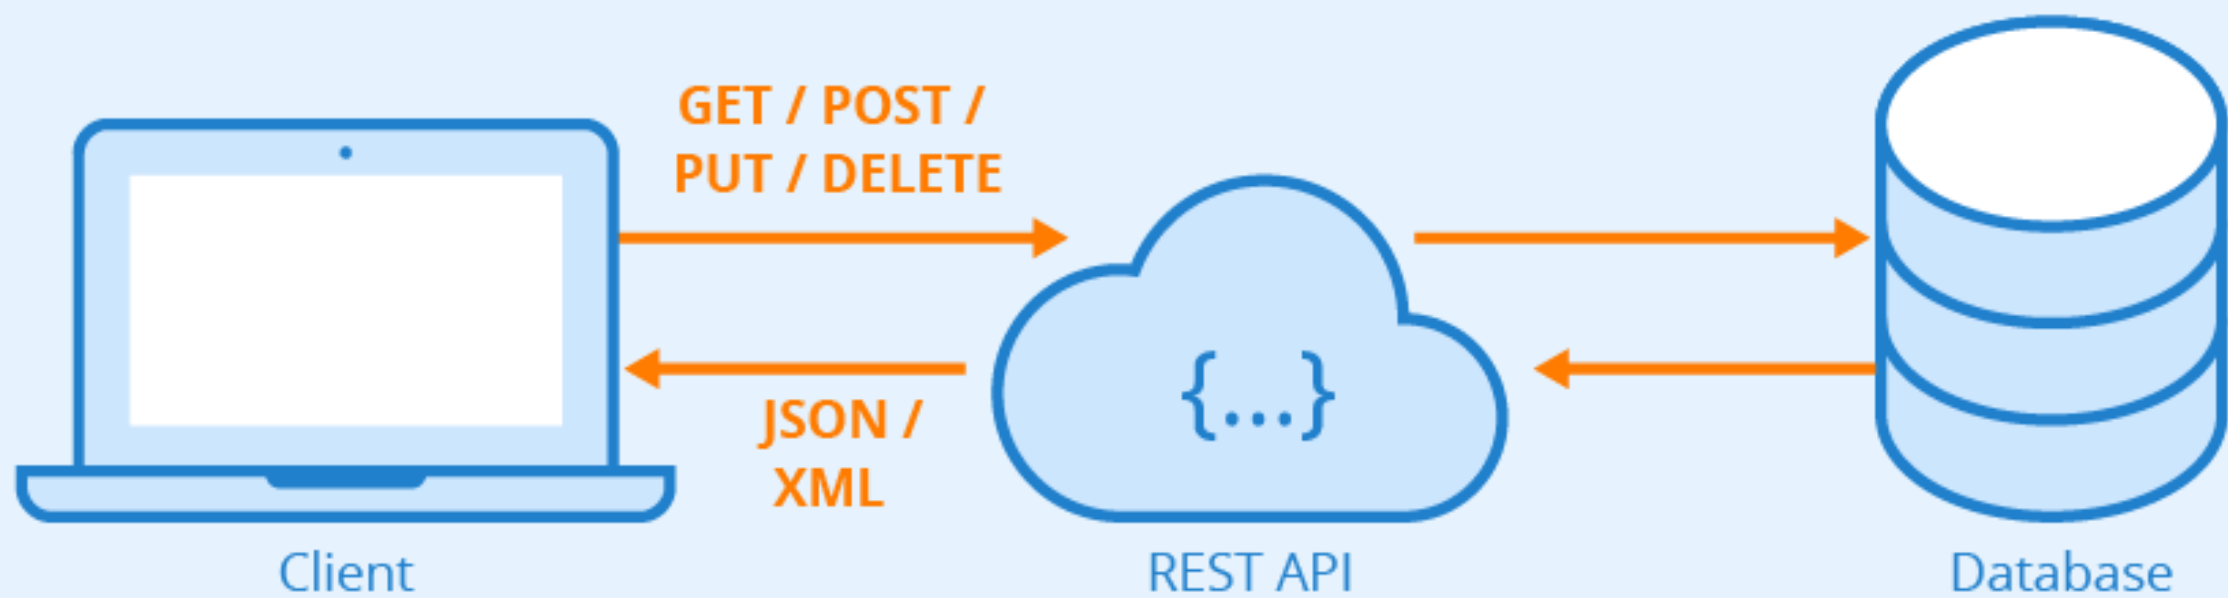 GET / POST /
PUT / DELETE
{...}
JSON /
XML
Client
REST API
Database